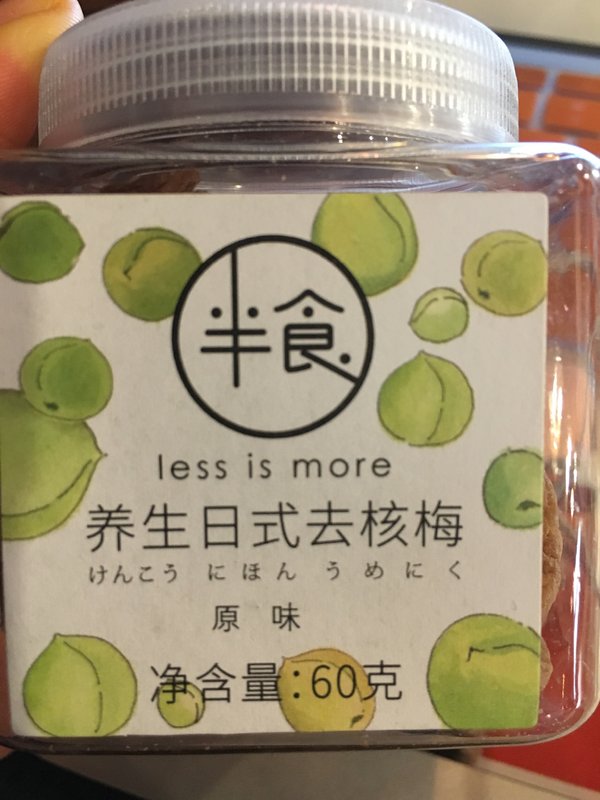 半食
less is more
养生日式去核梅
けんこう にほん うめにく
原味
净含量:60克